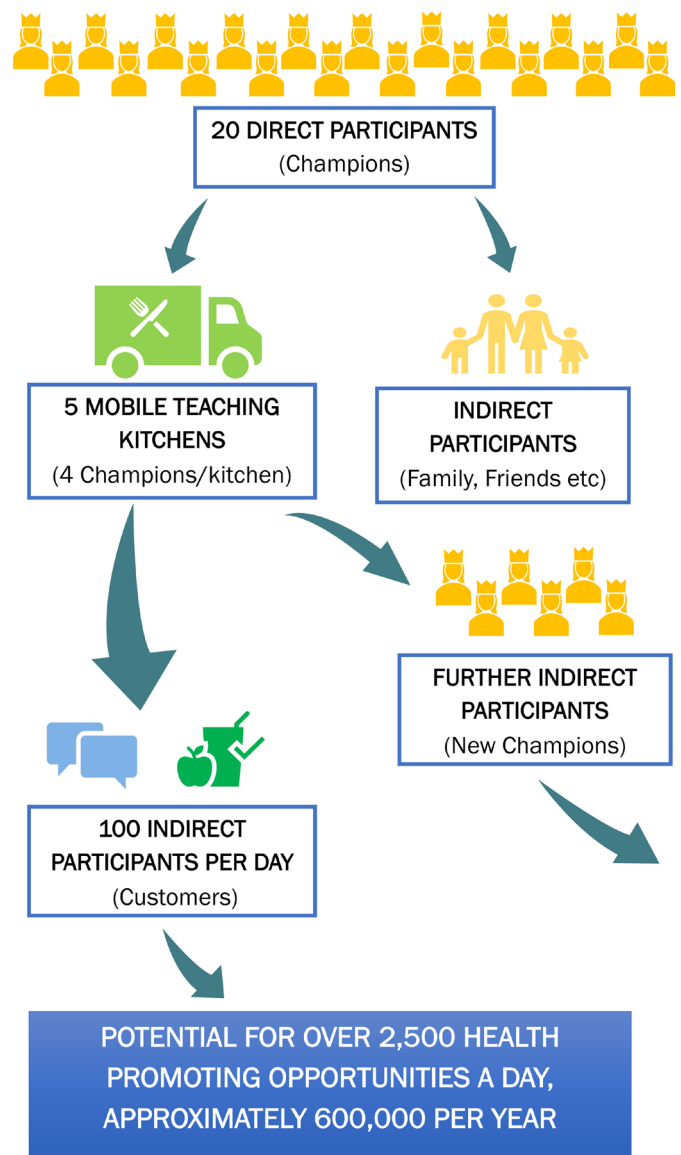 20 DIRECT PARTICIPANTS
(Champions)
5 MOBILE TEACHING
KITCHENS
(4 Champions/kitchen)
INDIRECT
PARTICIPANTS
(Family, Friends etc)
FURTHER INDIRECT
PARTICIPANTS
(New Champions)
100 INDIRECT
PARTICIPANTS PER DAY
(Customers)
POTENTIAL FOR OVER 2,500 HEALTH
PROMOTING OPPORTUNITIES A DAY,
APPROXIMATELY 600,000 PER YEAR